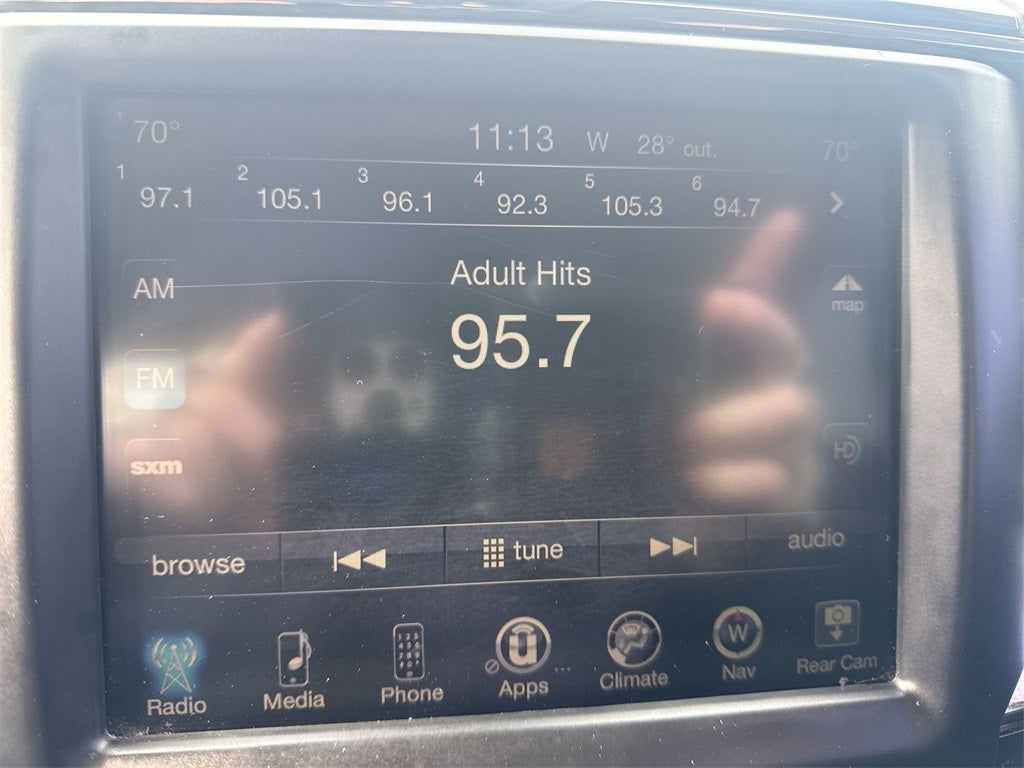 70° 11:13 W 28° out. 70°
1 97.1 2 105.1 3 96.1 4 92.3 5 105.3 6 94.7
Adult Hits
AM
map
95.7
FM
HD
sxm
browse tune audio
Radio Media Phone Apps Climate W Nav Rear Cam